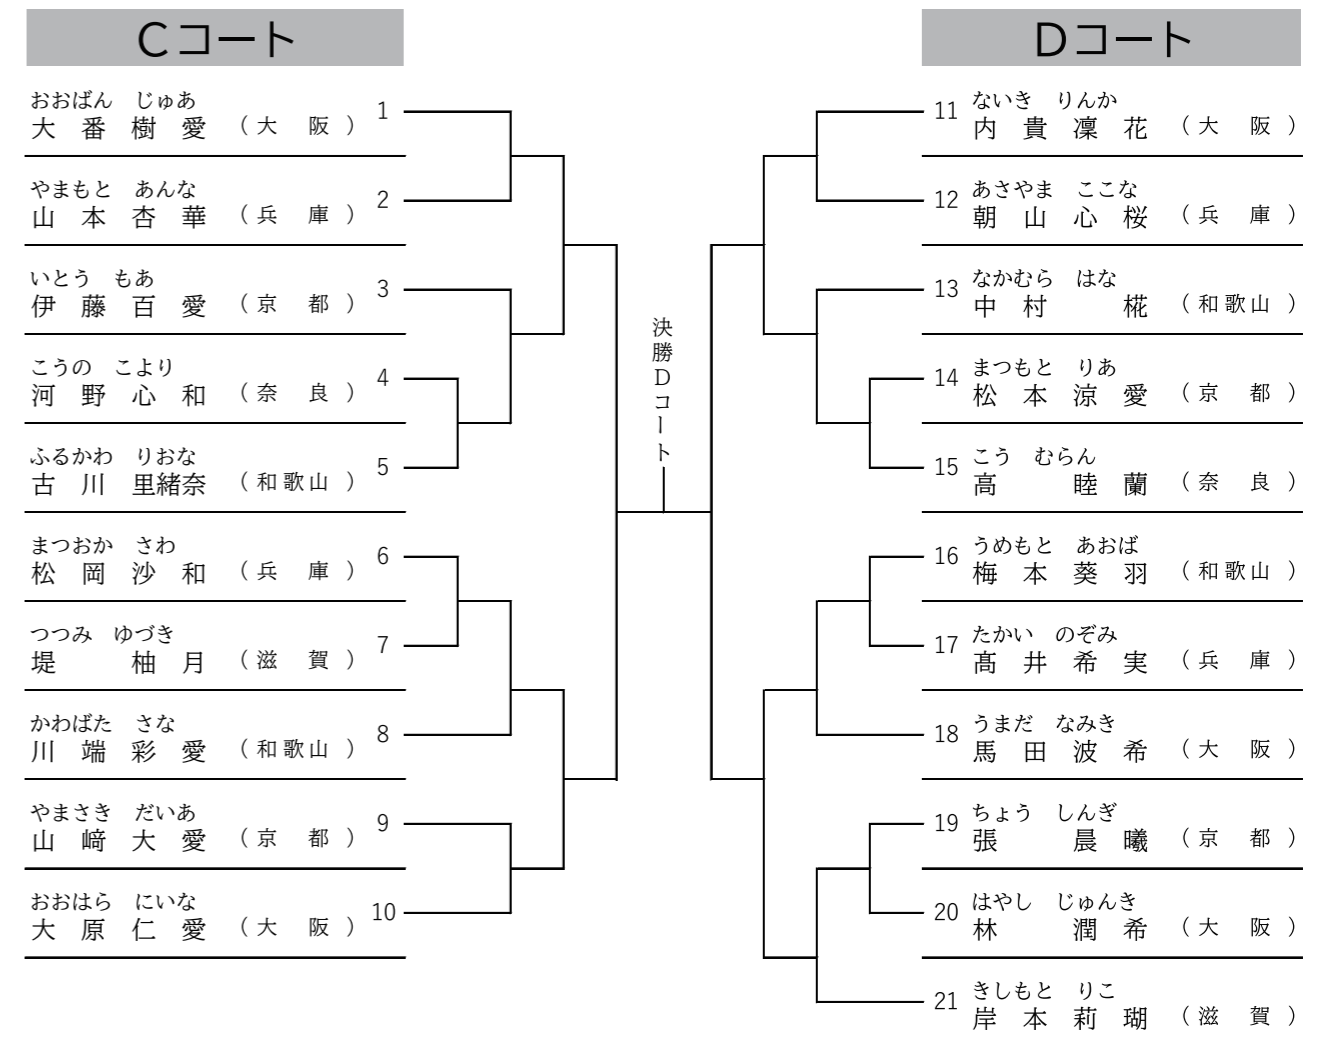 Cコート
おおばん じゅあ
大番樹愛 (大阪) 1
やまもと あんな
山本杏華 (兵庫) 2
いとう もあ
伊藤百愛 (京都) 3
こうの こより
河野心和 (奈良) 4
ふるかわ りおな
古川里緒奈 (和歌山) 5
まつおか さわ
松岡沙和 (兵庫) 6
つつみ ゆづき
堤 柚月 (滋賀) 7
かわばた さな
川端彩愛 (和歌山) 8
やまさき だいあ
山﨑大愛 (京都) 9
おおはら にいな
大原仁愛 (大阪) 10
決勝Dコート
Dコート
11 ないき りんか
内貴凜花 (大阪)
12 あさやま ここな
朝山心桜 (兵庫)
13 なかむら はな
中村 椛 (和歌山)
14 まつもと りあ
松本涼愛 (京都)
15 こう むらん
高 睦蘭 (奈良)
16 うめもと あおば
梅本葵羽 (和歌山)
17 たかい のぞみ
髙井希実 (兵庫)
18 うまだ なみき
馬田波希 (大阪)
19 ちょう しんぎ
張 晨曦 (京都)
20 はやし じゅんき
林 潤希 (大阪)
21 きしもと りこ
岸本莉瑚 (滋賀)